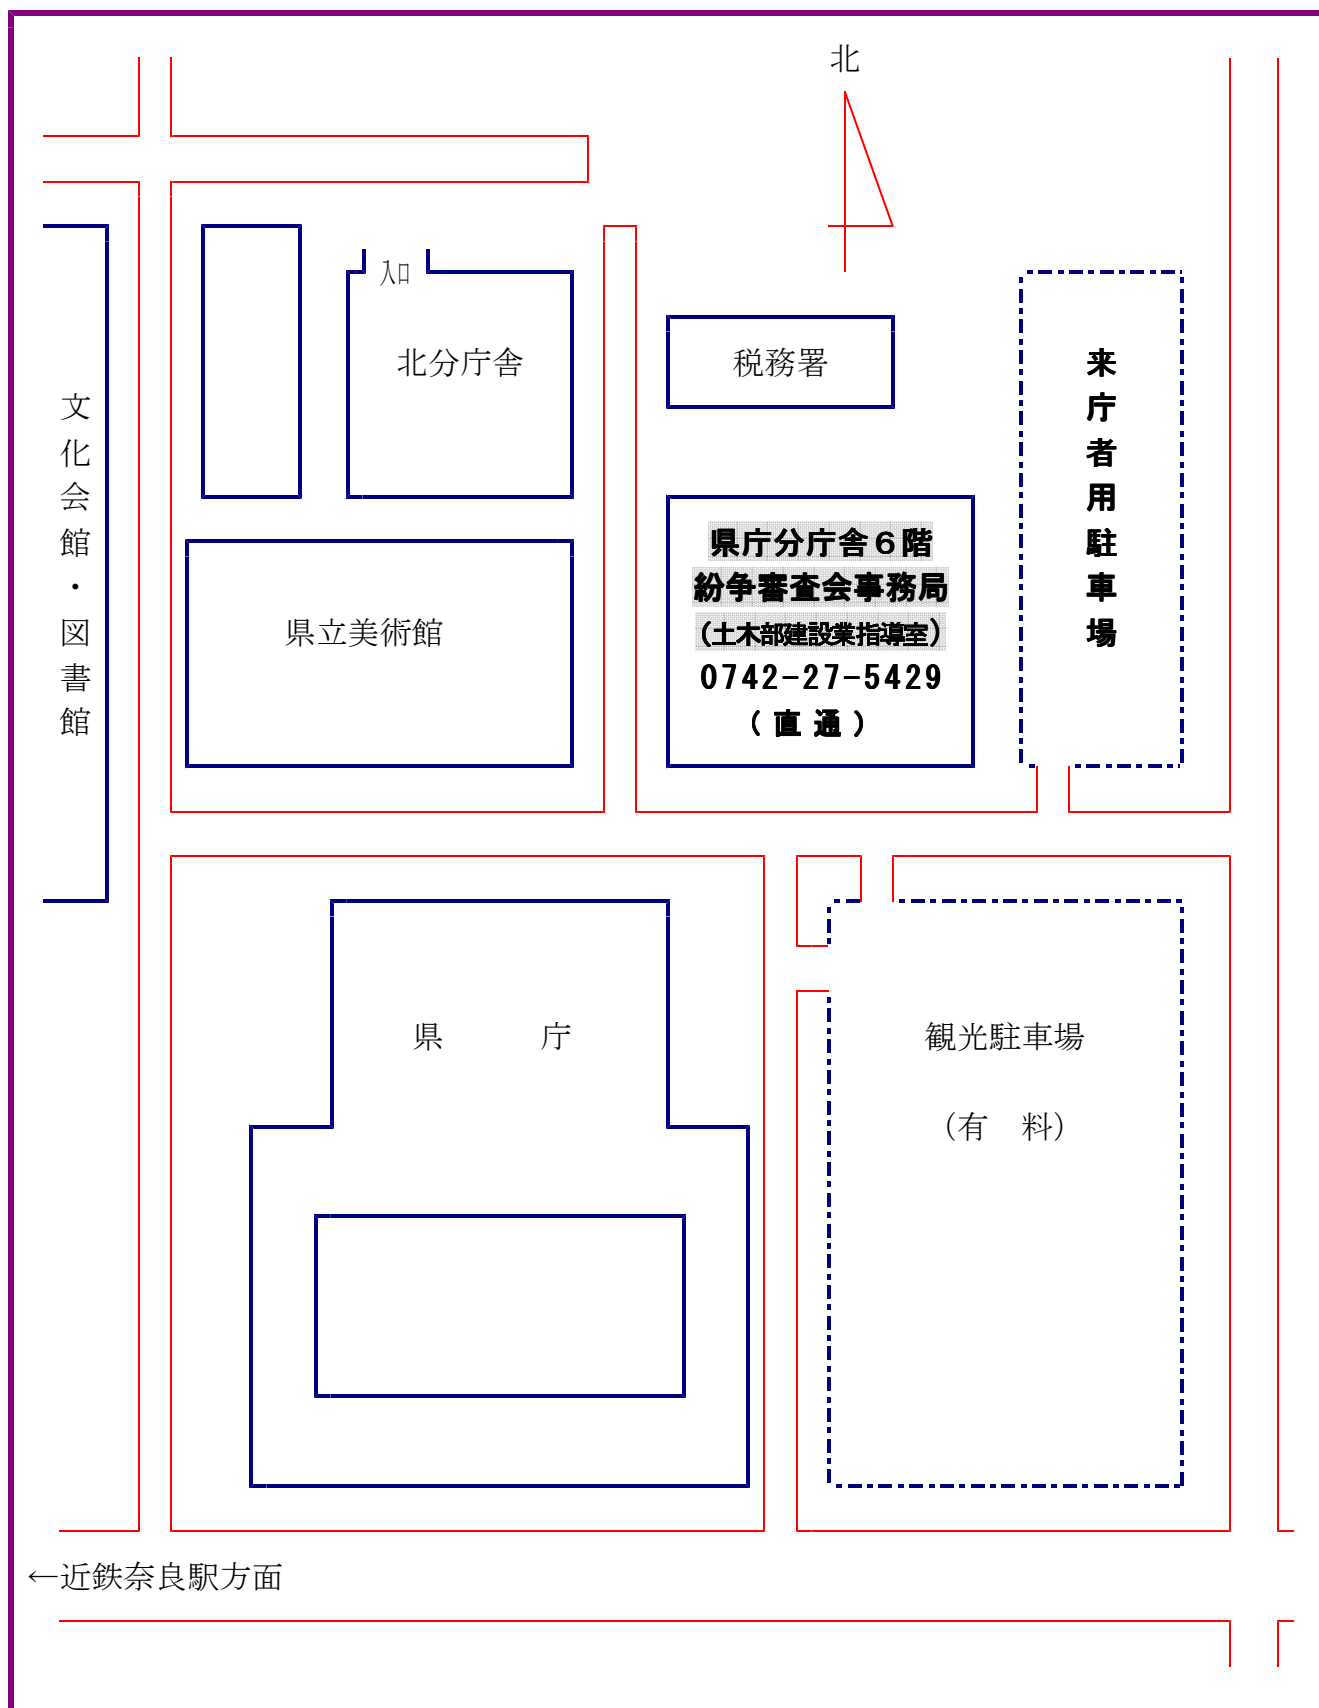 北
入口
北分庁舎
税務署
来庁者用駐車場
文化会館・図書館
県庁分庁舎６階
紛争審査会事務局
（土木部建設業指導室）
0742-27-5429
（直通）
県立美術館
県　　　庁
観光駐車場
（有　料）
←近鉄奈良駅方面